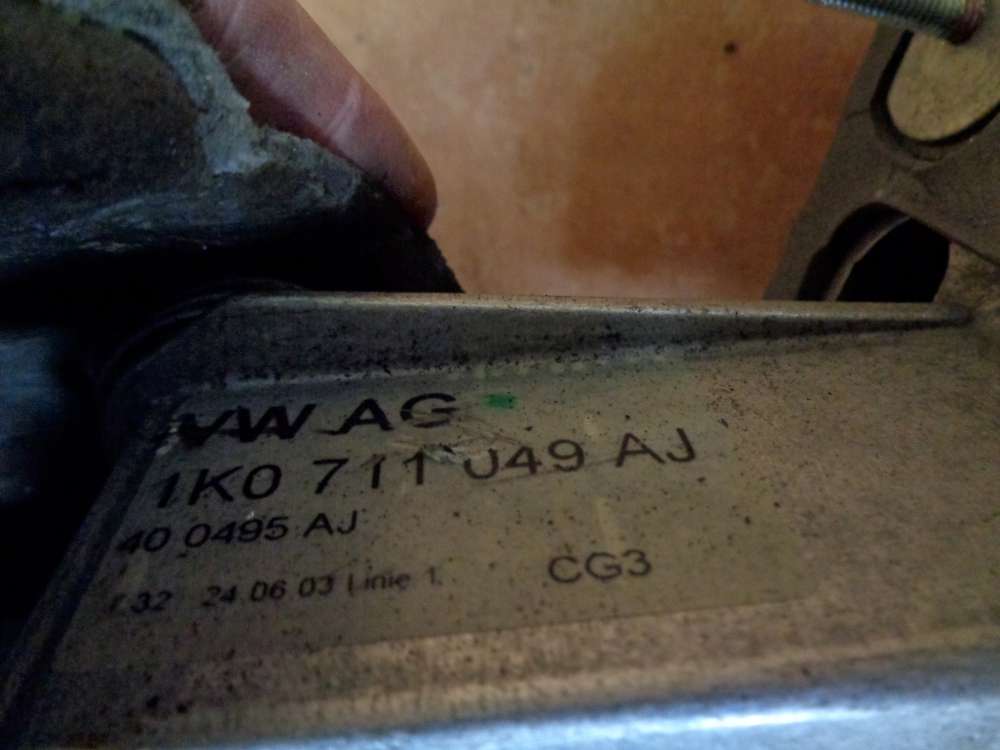 VW AG
1K0 711 049 AJ
40 0495 AJ
32 24.06.03 Linie 1
CG3